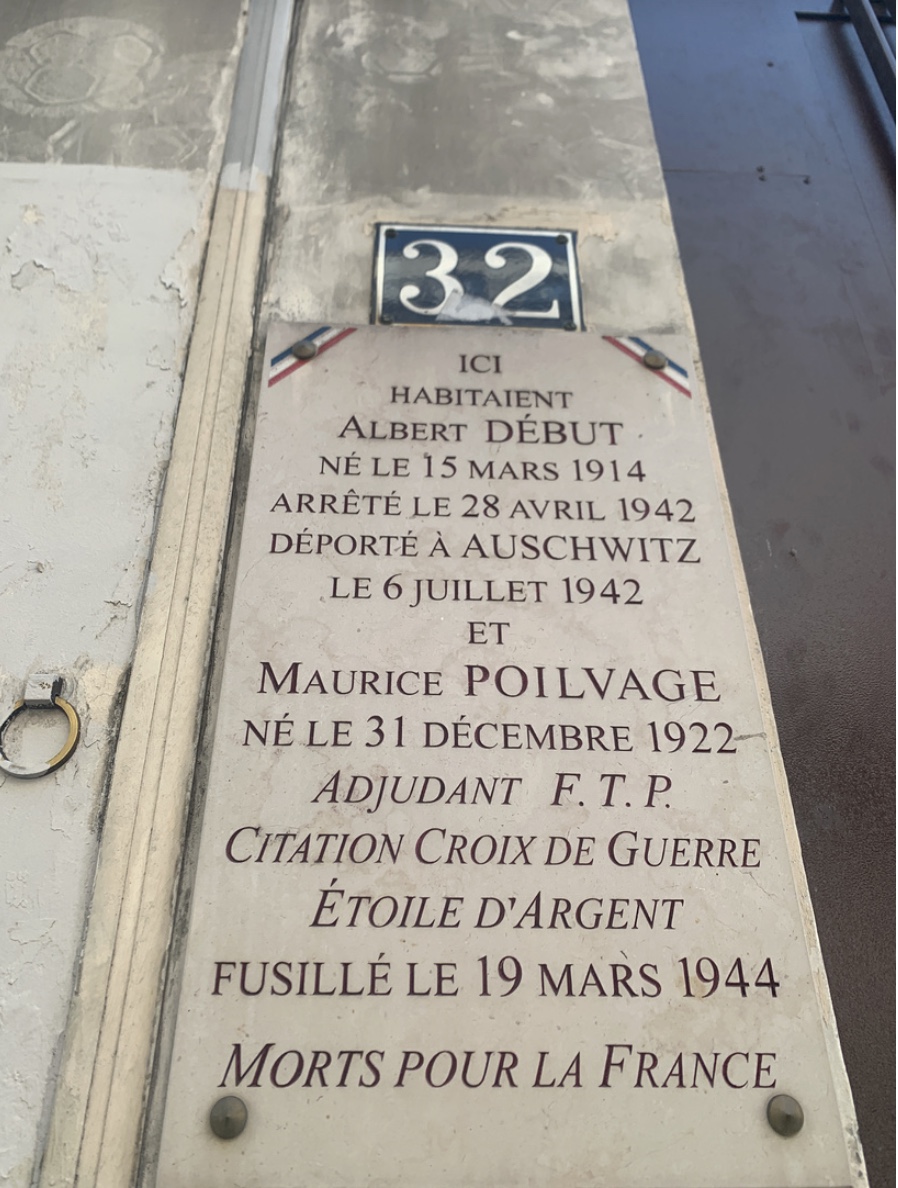 32
ICI
HABITAIENT
ALBERT DÉBUT
NÉ LE 15 MARS 1914
ARRÊTÉ LE 28 AVRIL 1942
DÉPORTÉ À AUSCHWITZ
LE 6 JUILLET 1942
ET
MAURICE POILVAGE
NÉ LE 31 DÉCEMBRE 1922
ADJUDANT F.T.P.
CITATION CROIX DE GUERRE
ÉTOILE D'ARGENT
FUSILLÉ LE 19 MARS 1944
MORTS POUR LA FRANCE